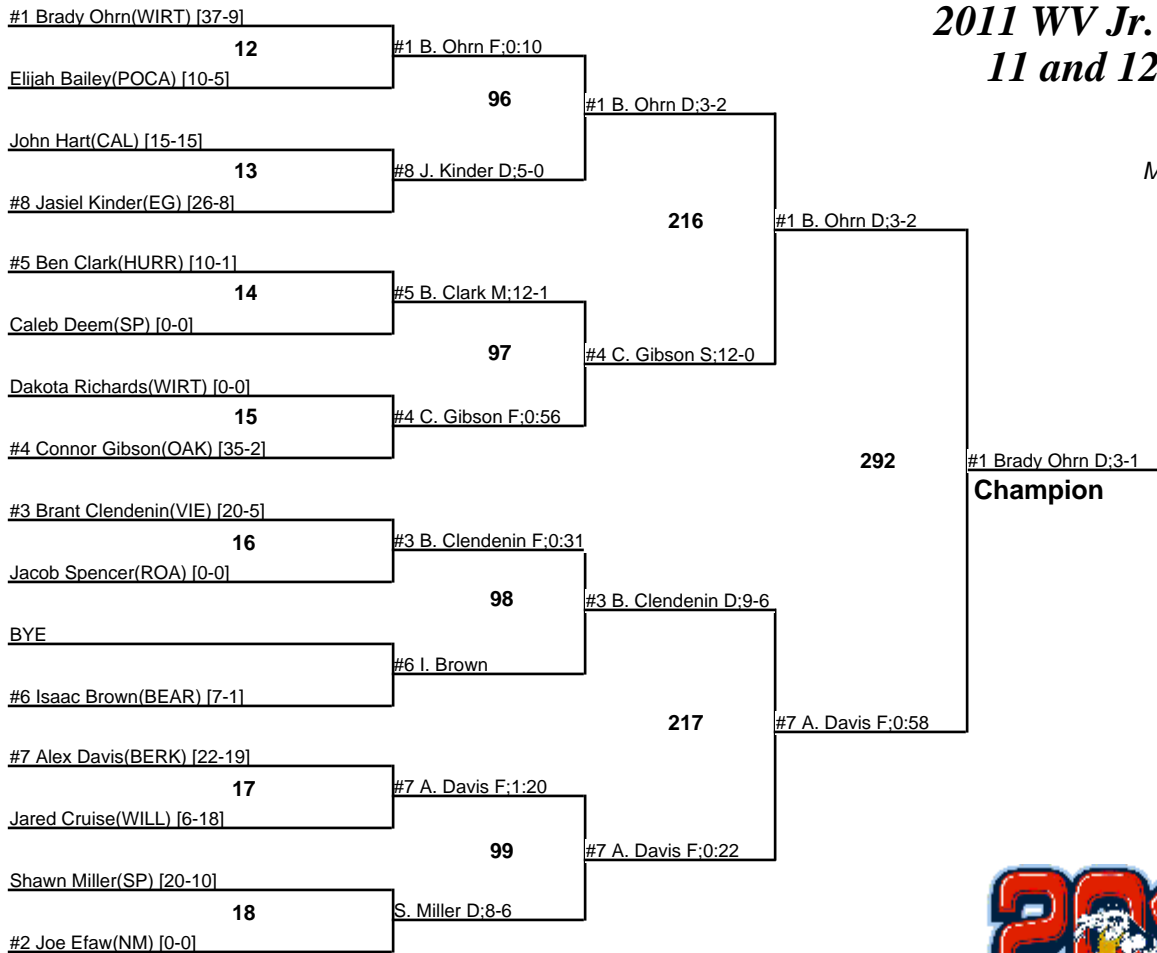 2011 WV Jr.
11 and 12
M
#1 Brady Ohrn(WIRT) [37-9]
12
Elijah Bailey(POCA) [10-5]
#1 B. Ohrn F;0:10
96
John Hart(CAL) [15-15]
13
#8 Jasiel Kinder(EG) [26-8]
#8 J. Kinder D;5-0
#1 B. Ohrn D;3-2
216
#5 Ben Clark(HURR) [10-1]
14
Caleb Deem(SP) [0-0]
#5 B. Clark M;12-1
97
Dakota Richards(WIRT) [0-0]
15
#4 Connor Gibson(OAK) [35-2]
#4 C. Gibson F;0:56
#4 C. Gibson S;12-0
#1 B. Ohrn D;3-2
292
#3 Brant Clendenin(VIE) [20-5]
16
Jacob Spencer(ROA) [0-0]
#3 B. Clendenin F;0:31
98
BYE
#6 Isaac Brown(BEAR) [7-1]
#6 I. Brown
#3 B. Clendenin D;9-6
217
#7 Alex Davis(BERK) [22-19]
17
Jared Cruise(WILL) [6-18]
#7 A. Davis F;1:20
99
Shawn Miller(SP) [20-10]
18
#2 Joe Efaw(NM) [0-0]
S. Miller D;8-6
#7 A. Davis F;0:22
#7 A. Davis F;0:58
#1 Brady Ohrn D;3-1
Champion